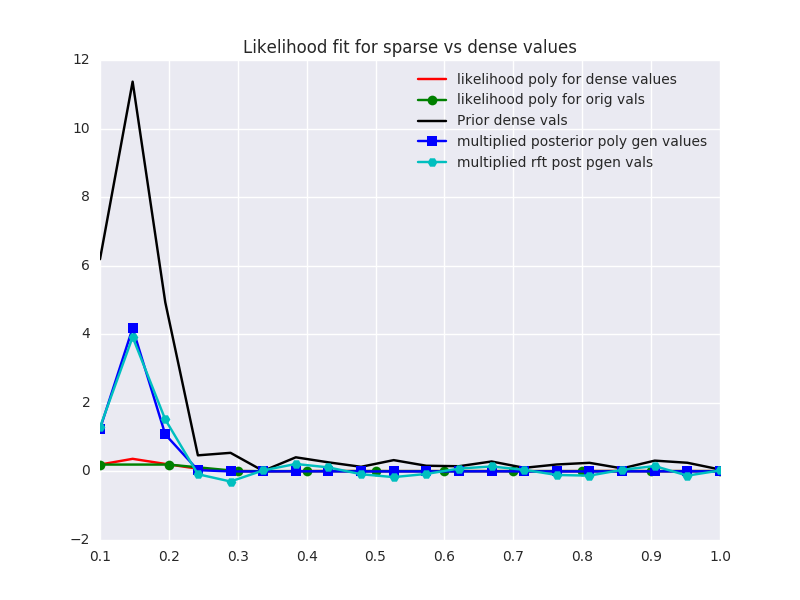 Likelihood fit for sparse vs dense values
12
10
8
6
4
2
0
−2
likelihood poly for dense values
likelihood poly for orig vals
Prior dense vals
multiplied posterior poly gen values
multiplied rft post pgen vals
0.1 0.2 0.3 0.4 0.5 0.6 0.7 0.8 0.9 1.0